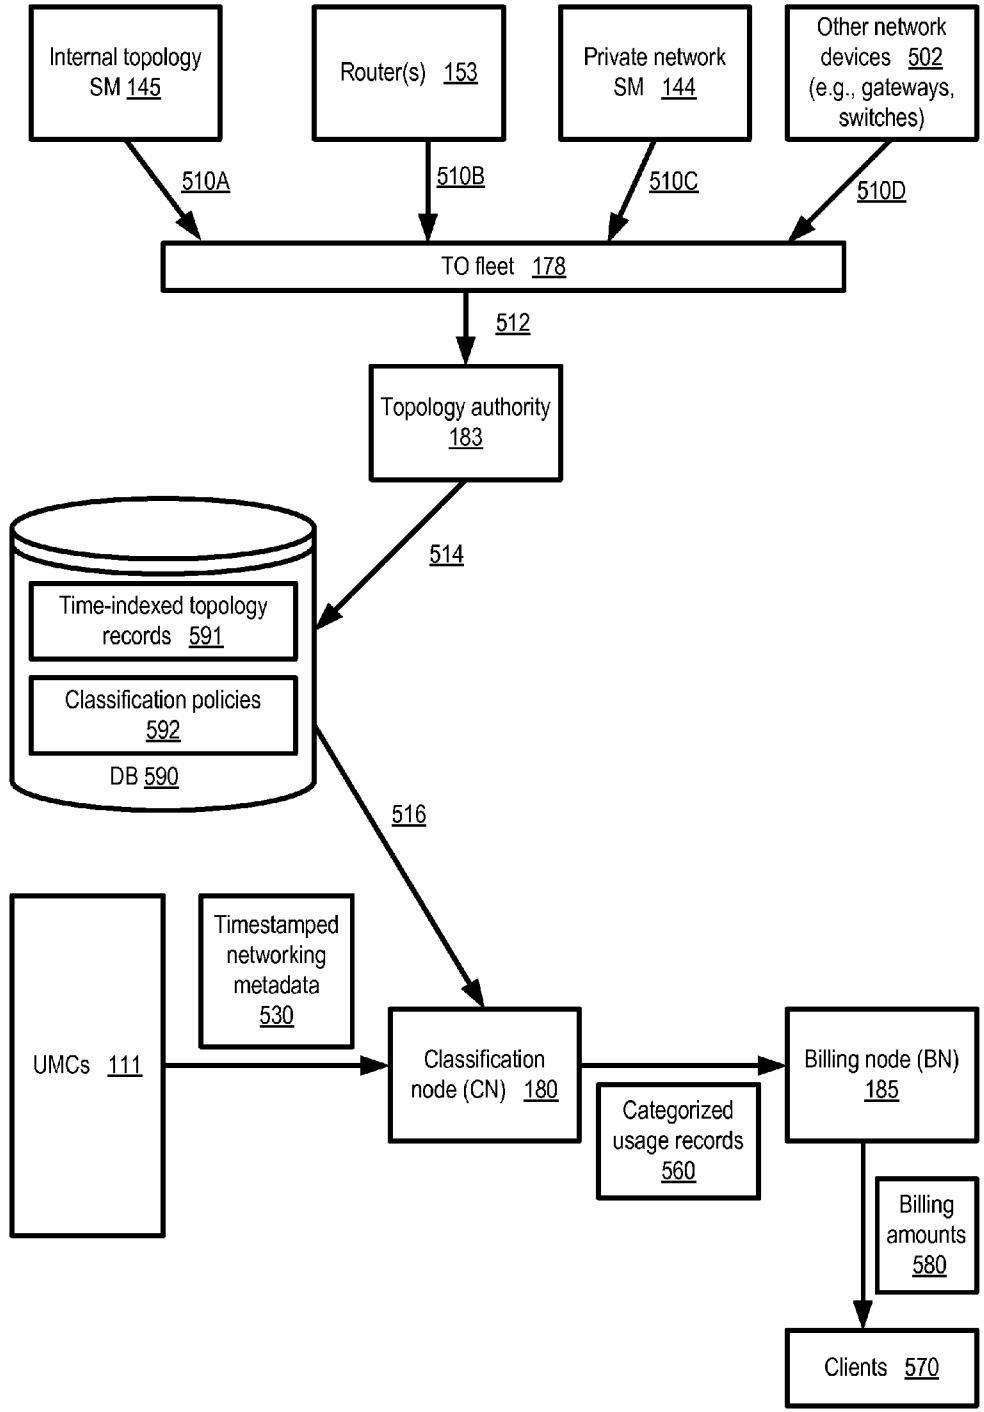 Internal topology
SM 145
Router(s) 153
Private network
SM 144
Other network
devices 502
(e.g., gateways,
switches)
510A
510B
510C
510D
TO fleet 178
512
Topology authority
183
514
Time-indexed topology
records 591
Classification policies
592
DB 590
516
UMCs 111
Timestamped
networking
metadata
530
Classification
node (CN) 180
Categorized
usage records
560
Billing node (BN)
185
Billing
amounts
580
Clients 570